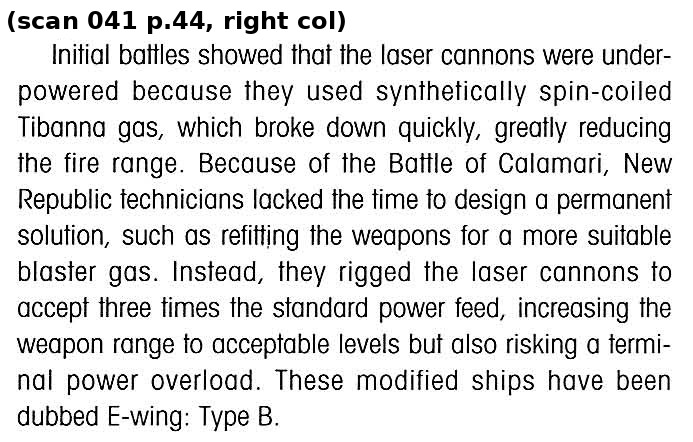 (scan 041 p.44, right col)
Initial battles showed that the laser cannons were under-
powered because they used synthetically spin-coiled
Tibanna gas, which broke down quickly, greatly reducing
the fire range. Because of the Battle of Calamari, New
Republic technicians lacked the time to design a permanent
solution, such as refitting the weapons for a more suitable
blaster gas. Instead, they rigged the laser cannons to
accept three times the standard power feed, increasing the
weapon range to acceptable levels but also risking a termi-
nal power overload. These modified ships have been
dubbed E-wing: Type B.